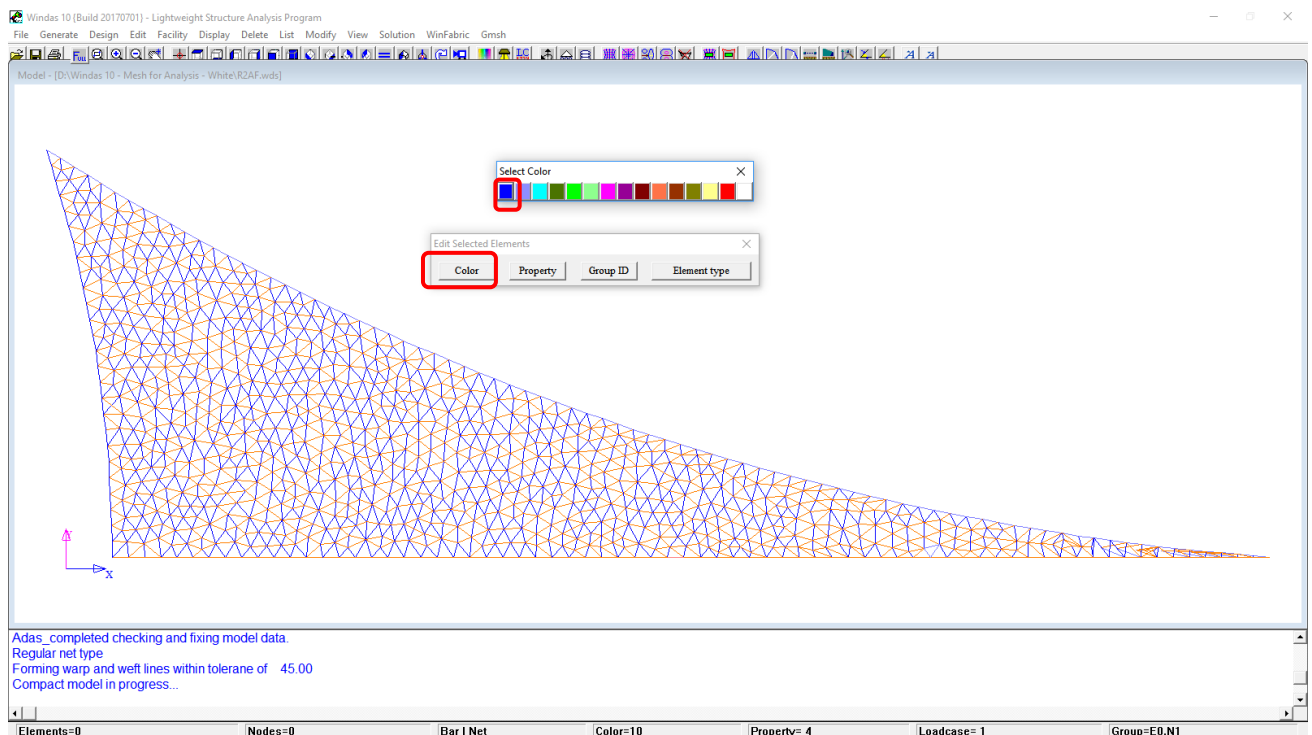 Windas 10 (Build 20170701) - Lightweight Structure Analysis Program
File Generate Design Edit Facility Display Delete List Modify View Solution WinFabric Gmsh
Full LC
Model - [D:\Windas 10 - Mesh for Analysis - White\R2AF.wds]
Select Color
Edit Selected Elements
Color Property Group ID Element type
Y
X
Adas_completed checking and fixing model data.
Regular net type
Forming warp and weft lines within tolerane of 45.00
Compact model in progress...
Elements=0 Nodes=0 Bar | Net Color=10 Property= 4 Loadcase= 1 Group=E0,N1